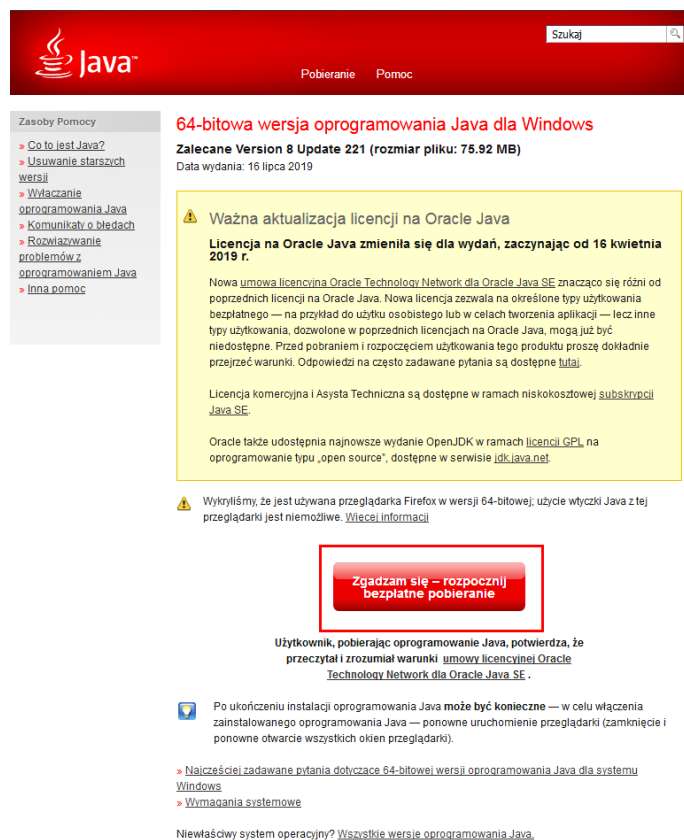 Java
Szukaj
Pobieranie Pomoc
Zasoby Pomocy
» Co to jest Java?
» Usuwanie starszych
wersji
» Wyłączanie
oprogramowania Java
» Komunikaty o błędach
» Rozwiązywanie
problemów z
oprogramowaniem Java
» Inna pomoc
64-bitowa wersja oprogramowania Java dla Windows
Zalecane Version 8 Update 221 (rozmiar pliku: 75.92 MB)
Data wydania: 16 lipca 2019
Ważna aktualizacja licencji na Oracle Java
Licencja na Oracle Java zmieniła się dla wydań, zaczynając od 16 kwietnia
2019 r.
Nowa umowa licencyjna Oracle Technology Network dla Oracle Java SE znacząco się różni od
poprzednich licencji na Oracle Java. Nowa licencja zezwala na określone typy użytkowania
bezpłatnego — na przykład do użytku osobistego lub w celach tworzenia aplikacji — lecz inne
typy użytkowania, dozwolone w poprzednich licencjach na Oracle Java, mogą już być
niedostępne. Przed pobraniem i rozpoczęciem użytkowania tego produktu proszę dokładnie
przejrzeć warunki. Odpowiedzi na często zadawane pytania są dostępne tutaj.
Licencja komercyjna i Asysta Techniczna są dostępne w ramach niskokosztowej subskrypcji
Java SE.
Oracle także udostępnia najnowsze wydanie OpenJDK w ramach licencji GPL na
oprogramowanie typu „open source”, dostępne w serwisie jdk.java.net.
Wykryliśmy, że jest używana przeglądarka Firefox w wersji 64-bitowej; użycie wtyczki Java z tej
przeglądarki jest niemożliwe. Więcej informacji
Zgadzam się – rozpocznij
bezpłatne pobieranie
Użytkownik, pobierając oprogramowanie Java, potwierdza, że
przeczytał i zrozumiał warunki umowy licencyjnej Oracle
Technology Network dla Oracle Java SE .
Po ukończeniu instalacji oprogramowania Java może być konieczne — w celu włączenia
zainstalowanego oprogramowania Java — ponowne uruchomienie przeglądarki (zamknięcie i
ponowne otwarcie wszystkich okien przeglądarki).
» Najczęściej zadawane pytania dotyczące 64-bitowej wersji oprogramowania Java dla systemu
Windows
» Wymagania systemowe
Niewłaściwy system operacyjny? Wszystkie wersje oprogramowania Java.